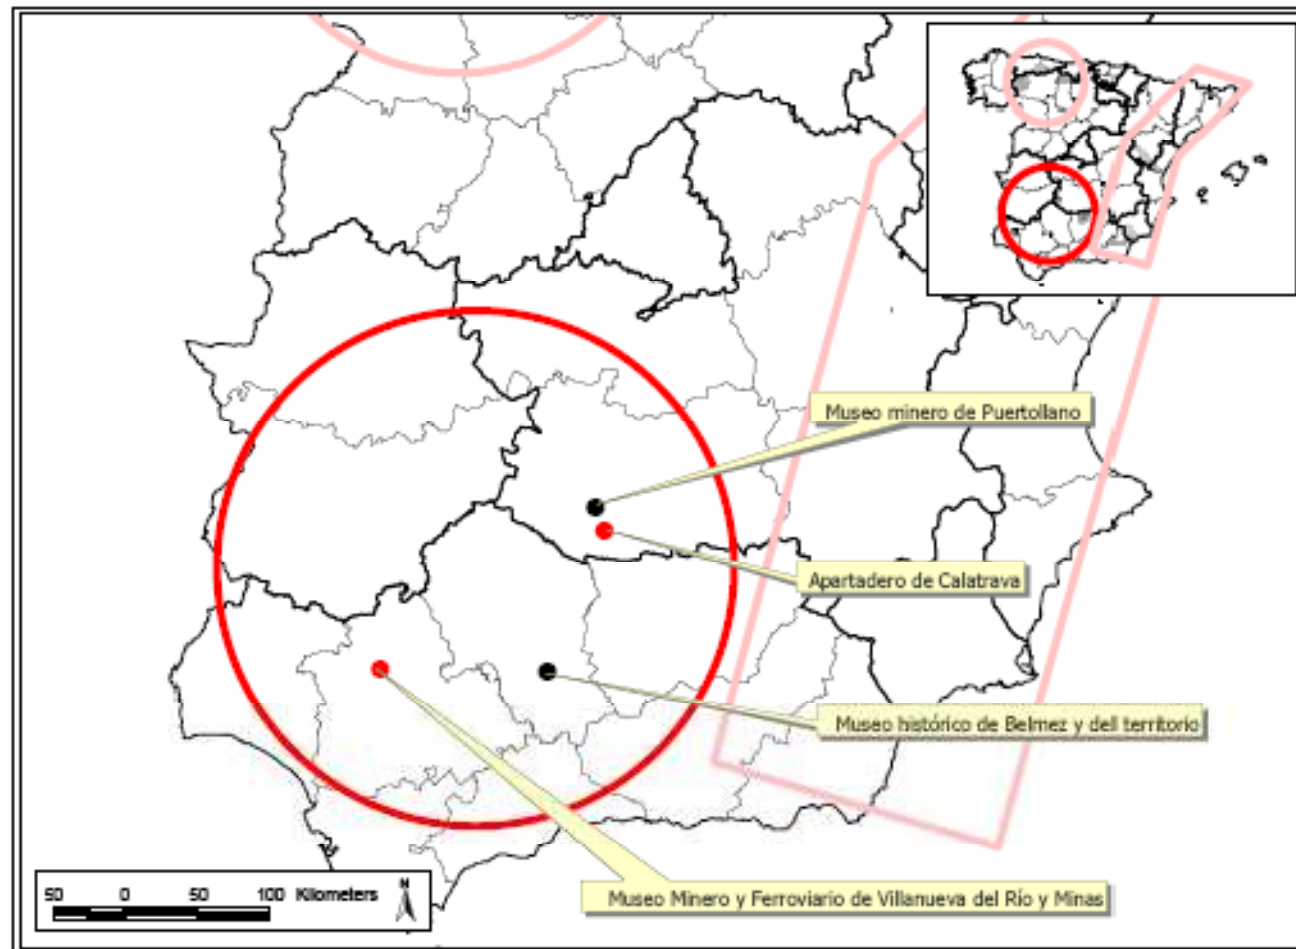 Museo minero de Puertollano
Apartadero de Calatrava
Museo histórico de Belmez y dell territorio
Museo Minero y Ferroviario de Villanueva del Río y Minas
50 0 50 100 Kilometers
N